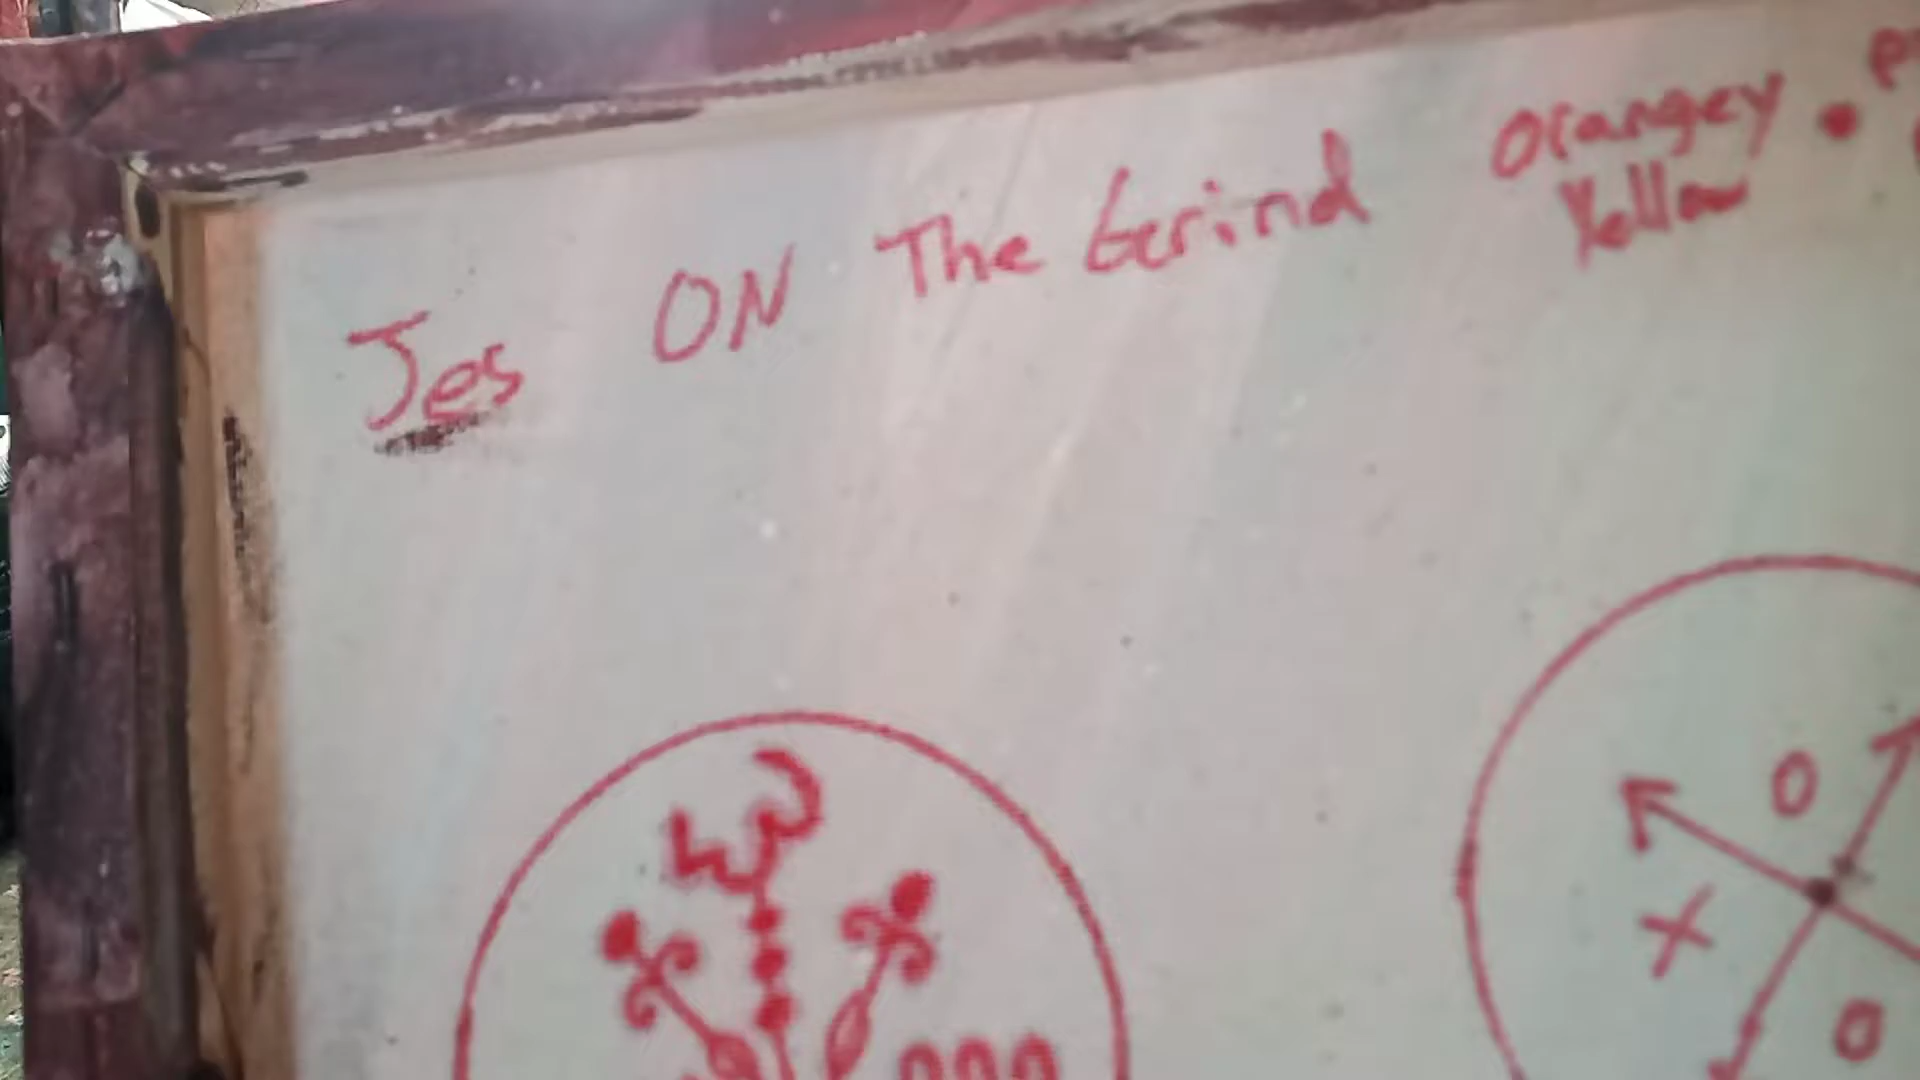 Jes ON The Grind
Orangey
Yellow
O
X
O